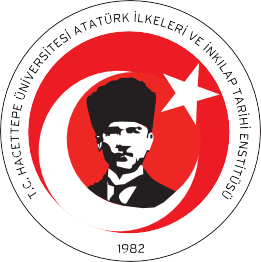 T.C. HACETTEPE ÜNİVERSİTESİ ATATÜRK İLKELERİ VE İNKILAP TARİHİ ENSTİTÜSÜ
1982